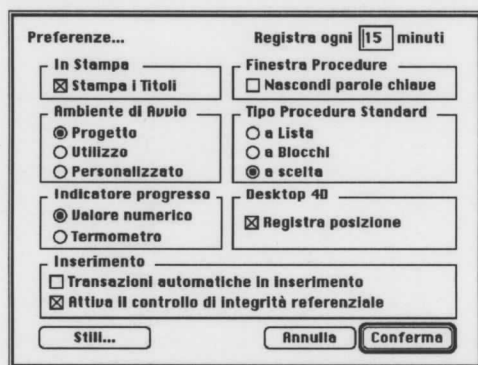 Preferenze...
Registra ogni 15 minuti
In Stampa
Stampa i Titoli
Finestra Procedure
Nascondi parole chiave
Ambiente di Avvio
Progetto
Utilizzo
Personalizzato
Tipo Procedura Standard
a Lista
a Blocchi
a scelta
Indicatore progresso
Valore numerico
Termometro
Desktop 4D
Registra posizione
Inserimento
Transazioni automatiche in inserimento
Attiva il controllo di integrità referenziale
Stili...
Annulla
Conferma